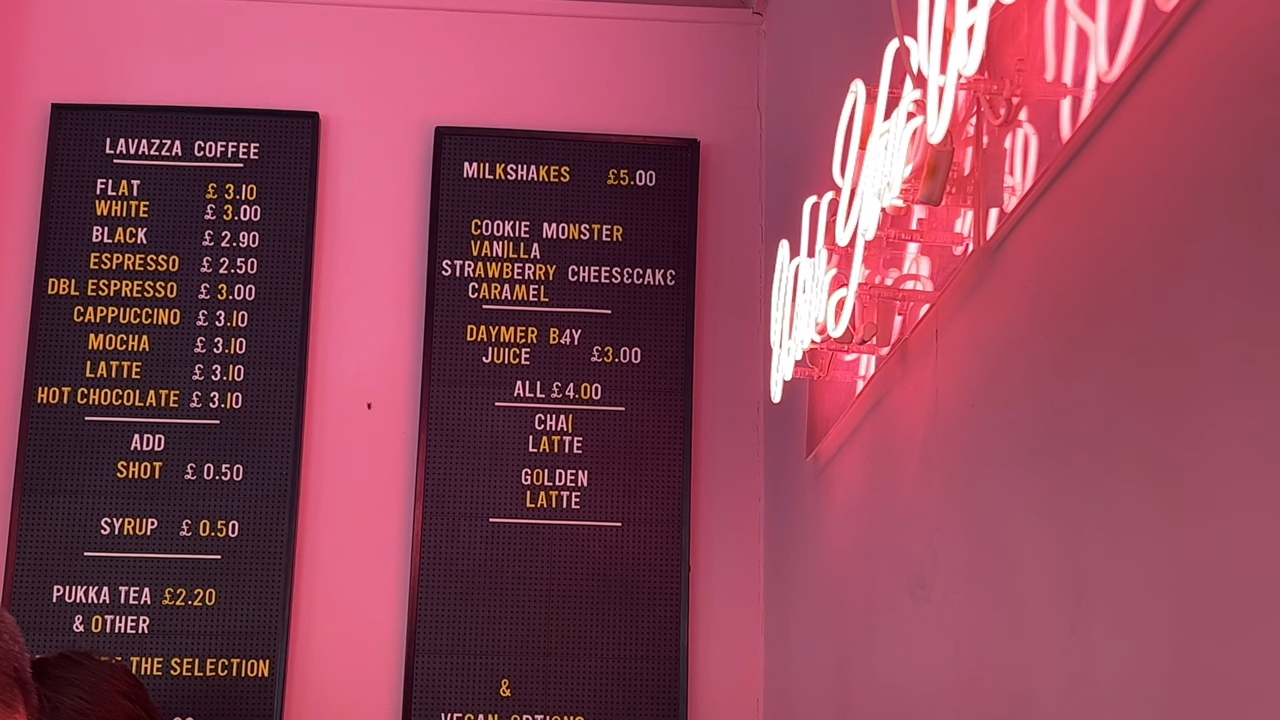 LAVAZZA COFFEE
FLAT £3.10
WHITE £3.00
BLACK £2.90
ESPRESSO £2.50
DBL ESPRESSO £3.00
CAPPUCCINO £3.10
MOCHA £3.10
LATTE £3.10
HOT CHOCOLATE £3.10
ADD
SHOT £0.50
SYRUP £0.50
PUKKA TEA £2.20
& OTHER
THE SELECTION
MILKSHAKES £5.00
COOKIE MONSTER
VANILLA
STRAWBERRY CHEESECAKE
CARAMEL
DAYMER BAY
JUICE £3.00
ALL £4.00
CHAI
LATTE
GOLDEN
LATTE
&
VEGAN OPTIONS